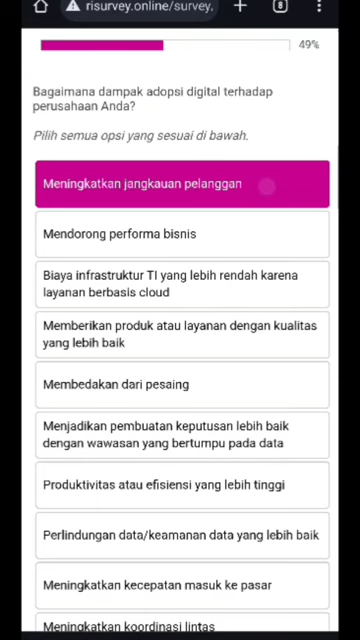 risurvey.online/survey.
8
49%
Bagaimana dampak adopsi digital terhadap
perusahaan Anda?
Pilih semua opsi yang sesuai di bawah.
Meningkatkan jangkauan pelanggan
Mendorong performa bisnis
Biaya infrastruktur TI yang lebih rendah karena
layanan berbasis cloud
Memberikan produk atau layanan dengan kualitas
yang lebih baik
Membedakan dari pesaing
Menjadikan pembuatan keputusan lebih baik
dengan wawasan yang bertumpu pada data
Produktivitas atau efisiensi yang lebih tinggi
Perlindungan data/keamanan data yang lebih baik
Meningkatkan kecepatan masuk ke pasar
Meningkatkan koordinasi lintas